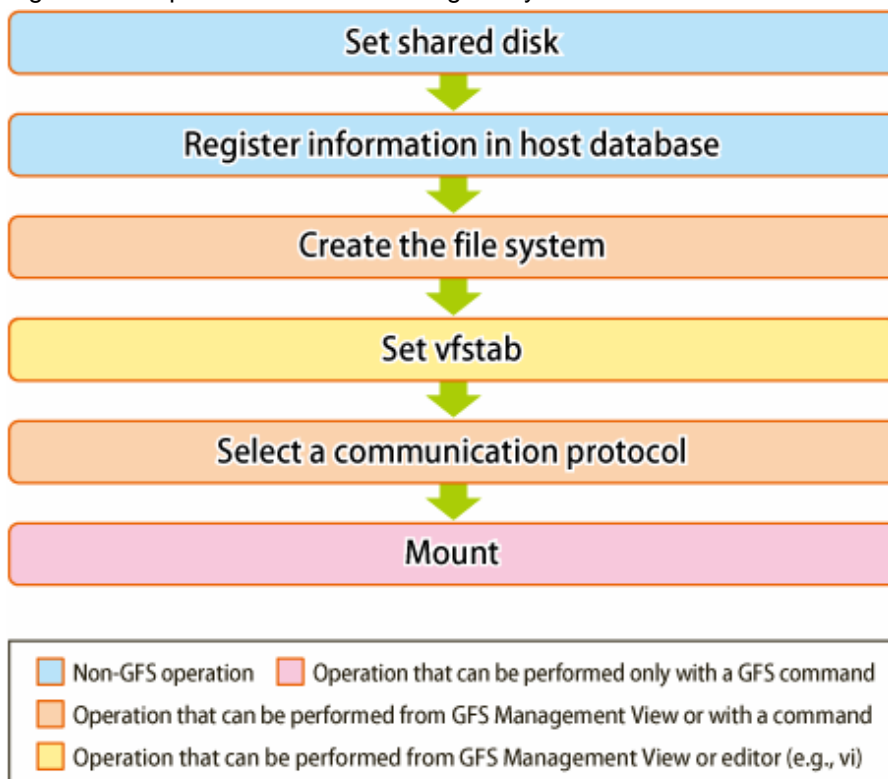 Set shared disk
Register information in host database
Create the file system
Set vfstab
Select a communication protocol
Mount
Non-GFS operation Operation that can be performed only with a GFS command
Operation that can be performed from GFS Management View or with a command
Operation that can be performed from GFS Management View or editor (e.g., vi)